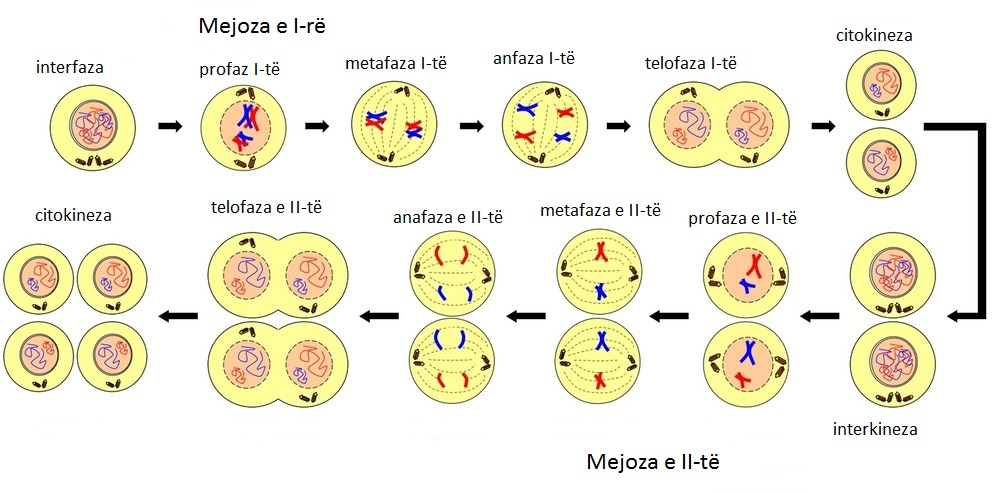 Mejoza e I-rë
interfaza
profaz I-të
metafaza I-të
anfaza I-të
telofaza I-të
citokineza
citokineza
telofaza e II-të
anafaza e II-të
metafaza e II-të
profaza e II-të
interkineza
Mejoza e II-të